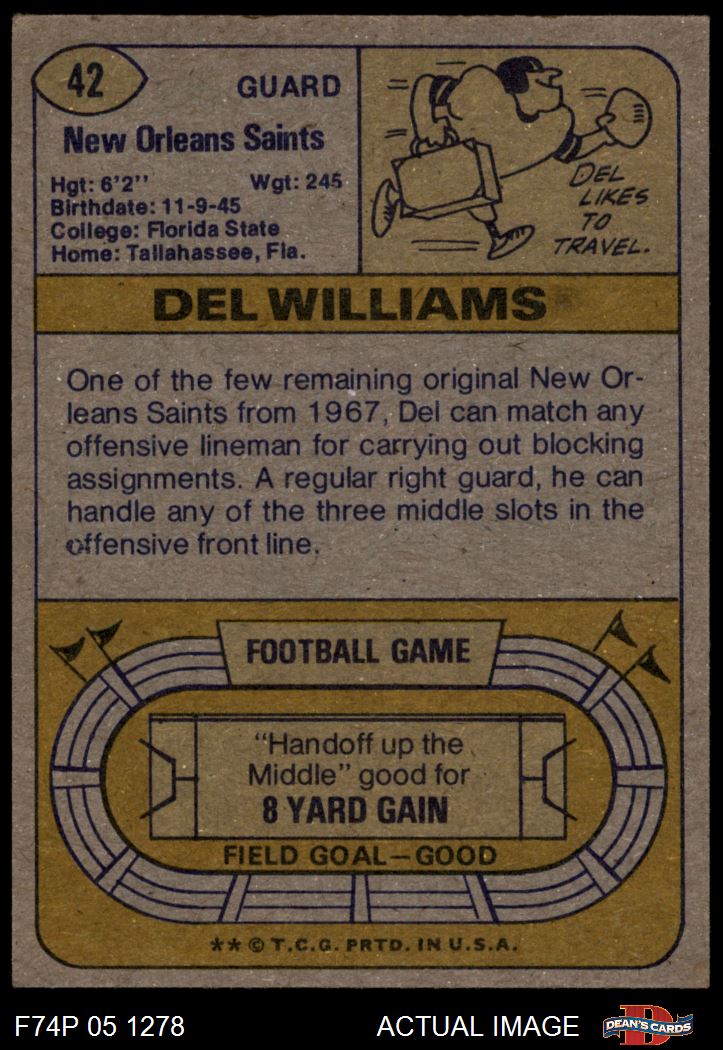 42
GUARD
New Orleans Saints
Hgt: 6'2"   Wgt: 245
Birthdate: 11-9-45
College: Florida State
Home: Tallahassee, Fla.
DEL
LIKES
TO
TRAVEL.
DEL WILLIAMS
One of the few remaining original New Or-
leans Saints from 1967, Del can match any
offensive lineman for carrying out blocking
assignments. A regular right guard, he can
handle any of the three middle slots in the
offensive front line.
FOOTBALL GAME
"Handoff up the
Middle" good for
8 YARD GAIN
FIELD GOAL—GOOD
** © T.C.G. PRTD. IN U.S.A.
F74P 05 1278   ACTUAL IMAGE
D
DEAN'S CARDS